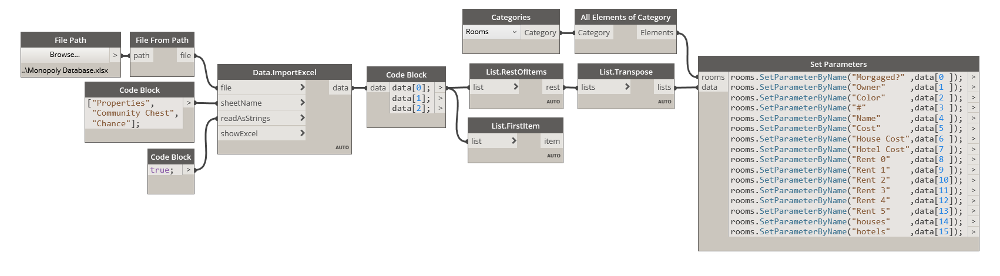 File Path
Browse... >
..\Monopoly Database.xlsx
File From Path
path file
Code Block
["Properties", >
"Community Chest",
"Chance"];
Code Block
true; >
Data.ImportExcel
file > data
sheetName >
readAsStrings >
showExcel >
AUTO
Code Block
data data[0]; >
data[1]; >
data[2]; >
Categories
Rooms Category
All Elements of Category
Category Elements
List.RestOfItems
list > rest
AUTO
List.FirstItem
list > item
AUTO
List.Transpose
lists > lists
AUTO
Set Parameters
rooms rooms.SetParameterByName("Morgaged?" ,data[0 ]); >
data rooms.SetParameterByName("Owner" ,data[1 ]); >
rooms.SetParameterByName("Color" ,data[2 ]); >
rooms.SetParameterByName("#" ,data[3 ]); >
rooms.SetParameterByName("Name" ,data[4 ]); >
rooms.SetParameterByName("Cost" ,data[5 ]); >
rooms.SetParameterByName("House Cost",data[6 ]); >
rooms.SetParameterByName("Hotel Cost",data[7 ]); >
rooms.SetParameterByName("Rent 0" ,data[8 ]); >
rooms.SetParameterByName("Rent 1" ,data[9 ]); >
rooms.SetParameterByName("Rent 2" ,data[10]); >
rooms.SetParameterByName("Rent 3" ,data[11]); >
rooms.SetParameterByName("Rent 4" ,data[12]); >
rooms.SetParameterByName("Rent 5" ,data[13]); >
rooms.SetParameterByName("houses" ,data[14]); >
rooms.SetParameterByName("hotels" ,data[15]); >